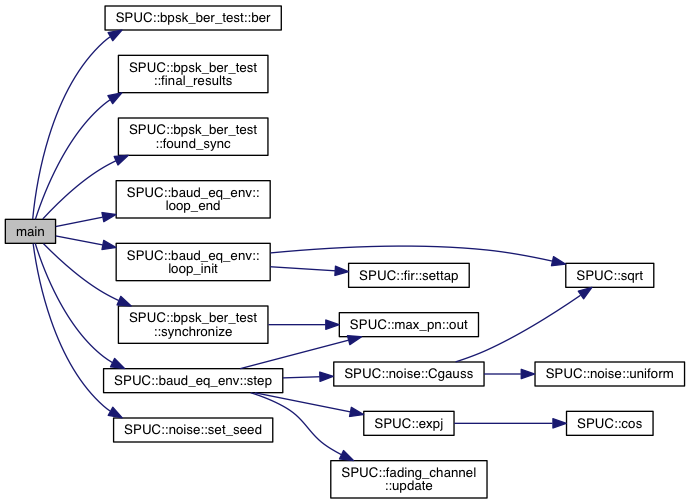 main
SPUC::bpsk_ber_test::ber
SPUC::bpsk_ber_test
::final_results
SPUC::bpsk_ber_test
::found_sync
SPUC::baud_eq_env::
loop_end
SPUC::baud_eq_env::
loop_init
SPUC::bpsk_ber_test
::synchronize
SPUC::baud_eq_env::step
SPUC::noise::set_seed
SPUC::fir::settap
SPUC::max_pn::out
SPUC::noise::Cgauss
SPUC::expj
SPUC::fading_channel
::update
SPUC::sqrt
SPUC::noise::uniform
SPUC::cos